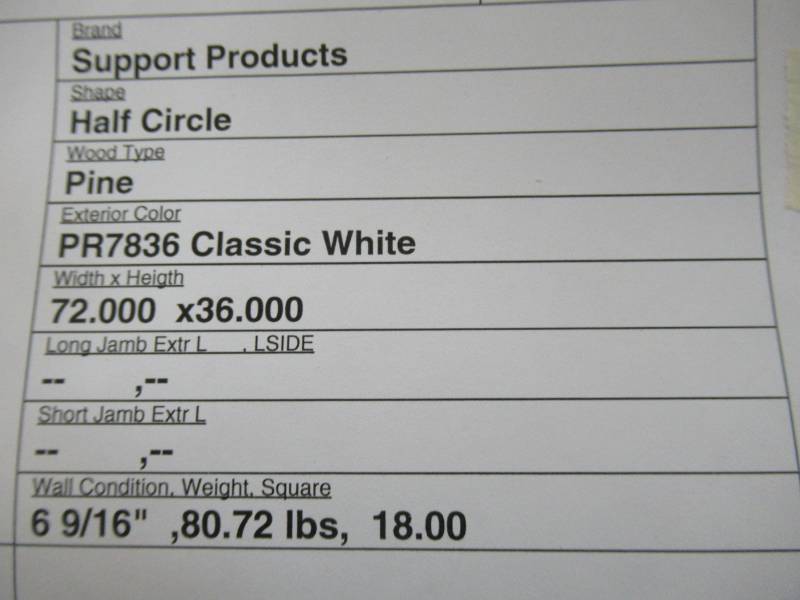 Brand
Support Products
Shape
Half Circle
Wood Type
Pine
Exterior Color
PR7836 Classic White
Width x Heigth
72.000 x36.000
Long Jamb Extr L , LSIDE
-- ,--
Short Jamb Extr L
-- ,--
Wall Condition, Weight, Square
6 9/16" ,80.72 lbs, 18.00